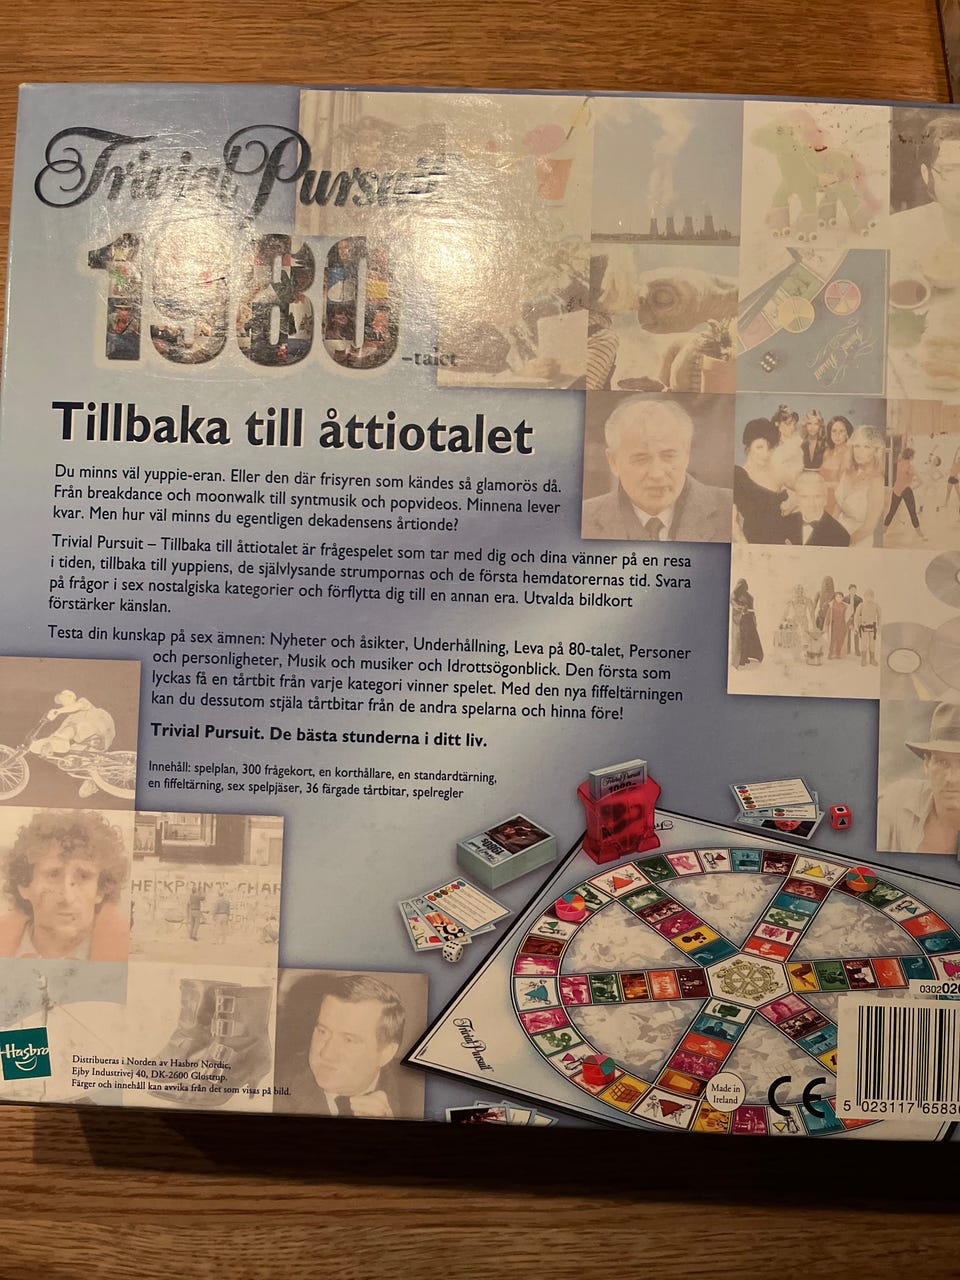 Trivial Pursuit
1980
-talet
Tillbaka till åttiotalet
Du minns väl yuppie-eran. Eller den där frisyren som kändes så glamorös då.
Från breakdance och moonwalk till syntmusik och popvideos. Minnena lever
kvar. Men hur väl minns du egentligen dekadensens årtionde?
Trivial Pursuit – Tillbaka till åttiotalet är frågespelet som tar med dig och dina vänner på en resa
i tiden, tillbaka till yuppiens, de självlysande strumpornas och de första hemdatorernas tid. Svara
på frågor i sex nostalgiska kategorier och förflytta dig till en annan era. Utvalda bildkort
förstärker känslan.
Testa din kunskap på sex ämnen: Nyheter och åsikter, Underhållning, Leva på 80-talet, Personer
och personligheter, Musik och musiker och Idrottsögonblick. Den första som
lyckas få en tårtbit från varje kategori vinner spelet. Med den nya fiffeltärningen
kan du dessutom stjäla tårtbitar från de andra spelarna och hinna före!
Trivial Pursuit. De bästa stunderna i ditt liv.
Innehåll: spelplan, 300 frågekort, en korthållare, en standardtärning,
en fiffeltärning, sex spelpjäser, 36 färgade tårtbitar, spelregler
Trivial Pursuit
CHECKPOINT CHAR
Trivial Pursuit
Hasbro
Distribueras i Norden av Hasbro Nordic,
Ejby Industrivej 40, DK-2600 Glostrup.
Färger och innehåll kan avvika från det som visas på bild.
Made in
Ireland
CE
5 023117 6583